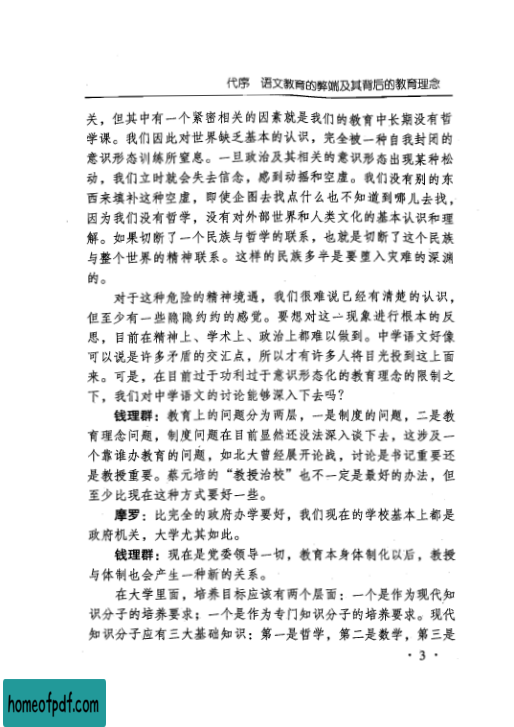 代序 语文教育的弊端及其背后的教育理念
关，但其中有一个紧密相关的因素就是我们的教育中长期没有哲
学课。我们因此对世界缺乏基本的认识，完全被一种自我封闭的
意识形态训练所窒息。一旦政治及其相关的意识形态出现某种松
动，我们立时就会失去信念，感到动摇和空虚。我们没有别的东
西来填补这种空虚，即使企图去找点什么也不知道到哪儿去找，
因为我们没有哲学，没有对外部世界和人类文化的基本认识和理
解。如果切断了一个民族与哲学的联系，也就是切断了这个民族
与整个世界的精神联系。这样的民族多半是要堕入灾难的深渊
的。
对于这种危险的精神境遇，我们很难说已经有清楚的认识，
但至少有一些隐隐约约的感觉。要想对这一现象进行根本的反
思，目前在精神上、学术上、政治上都难以做到。中学语文好像
可以说是许多矛盾的交汇点，所以才有许多人将目光投到这上面
来。可是，在目前过于功利过于意识形态化的教育理念的限制之
下，我们对中学语文的讨论能够深入下去吗？
钱理群：教育上的问题分为两层，一是制度的问题，二是教
育理念问题，制度问题在目前显然还没法深入谈下去，这涉及一
个靠谁办教育的问题，如北大曾经展开论战，讨论是书记重要还
是教授重要。蔡元培的“教授治校”也不一定是最好的办法，但
至少比现在这种方式要好一些。
摩罗：比完全的政府办学要好，我们现在的学校基本上都是
政府机关，大学尤其如此。
钱理群：现在是党委领导一切，教育本身体制化以后，教授
与体制也会产生一种新的关系。
在大学里面，培养目标应该有两个层面：一个是作为现代知
识分子的培养要求；一个是作为专门知识分子的培养要求。现代
知识分子应有三大基础知识：第一是哲学，第二是数学，第三是
· 3 ·
homeofpdf.com